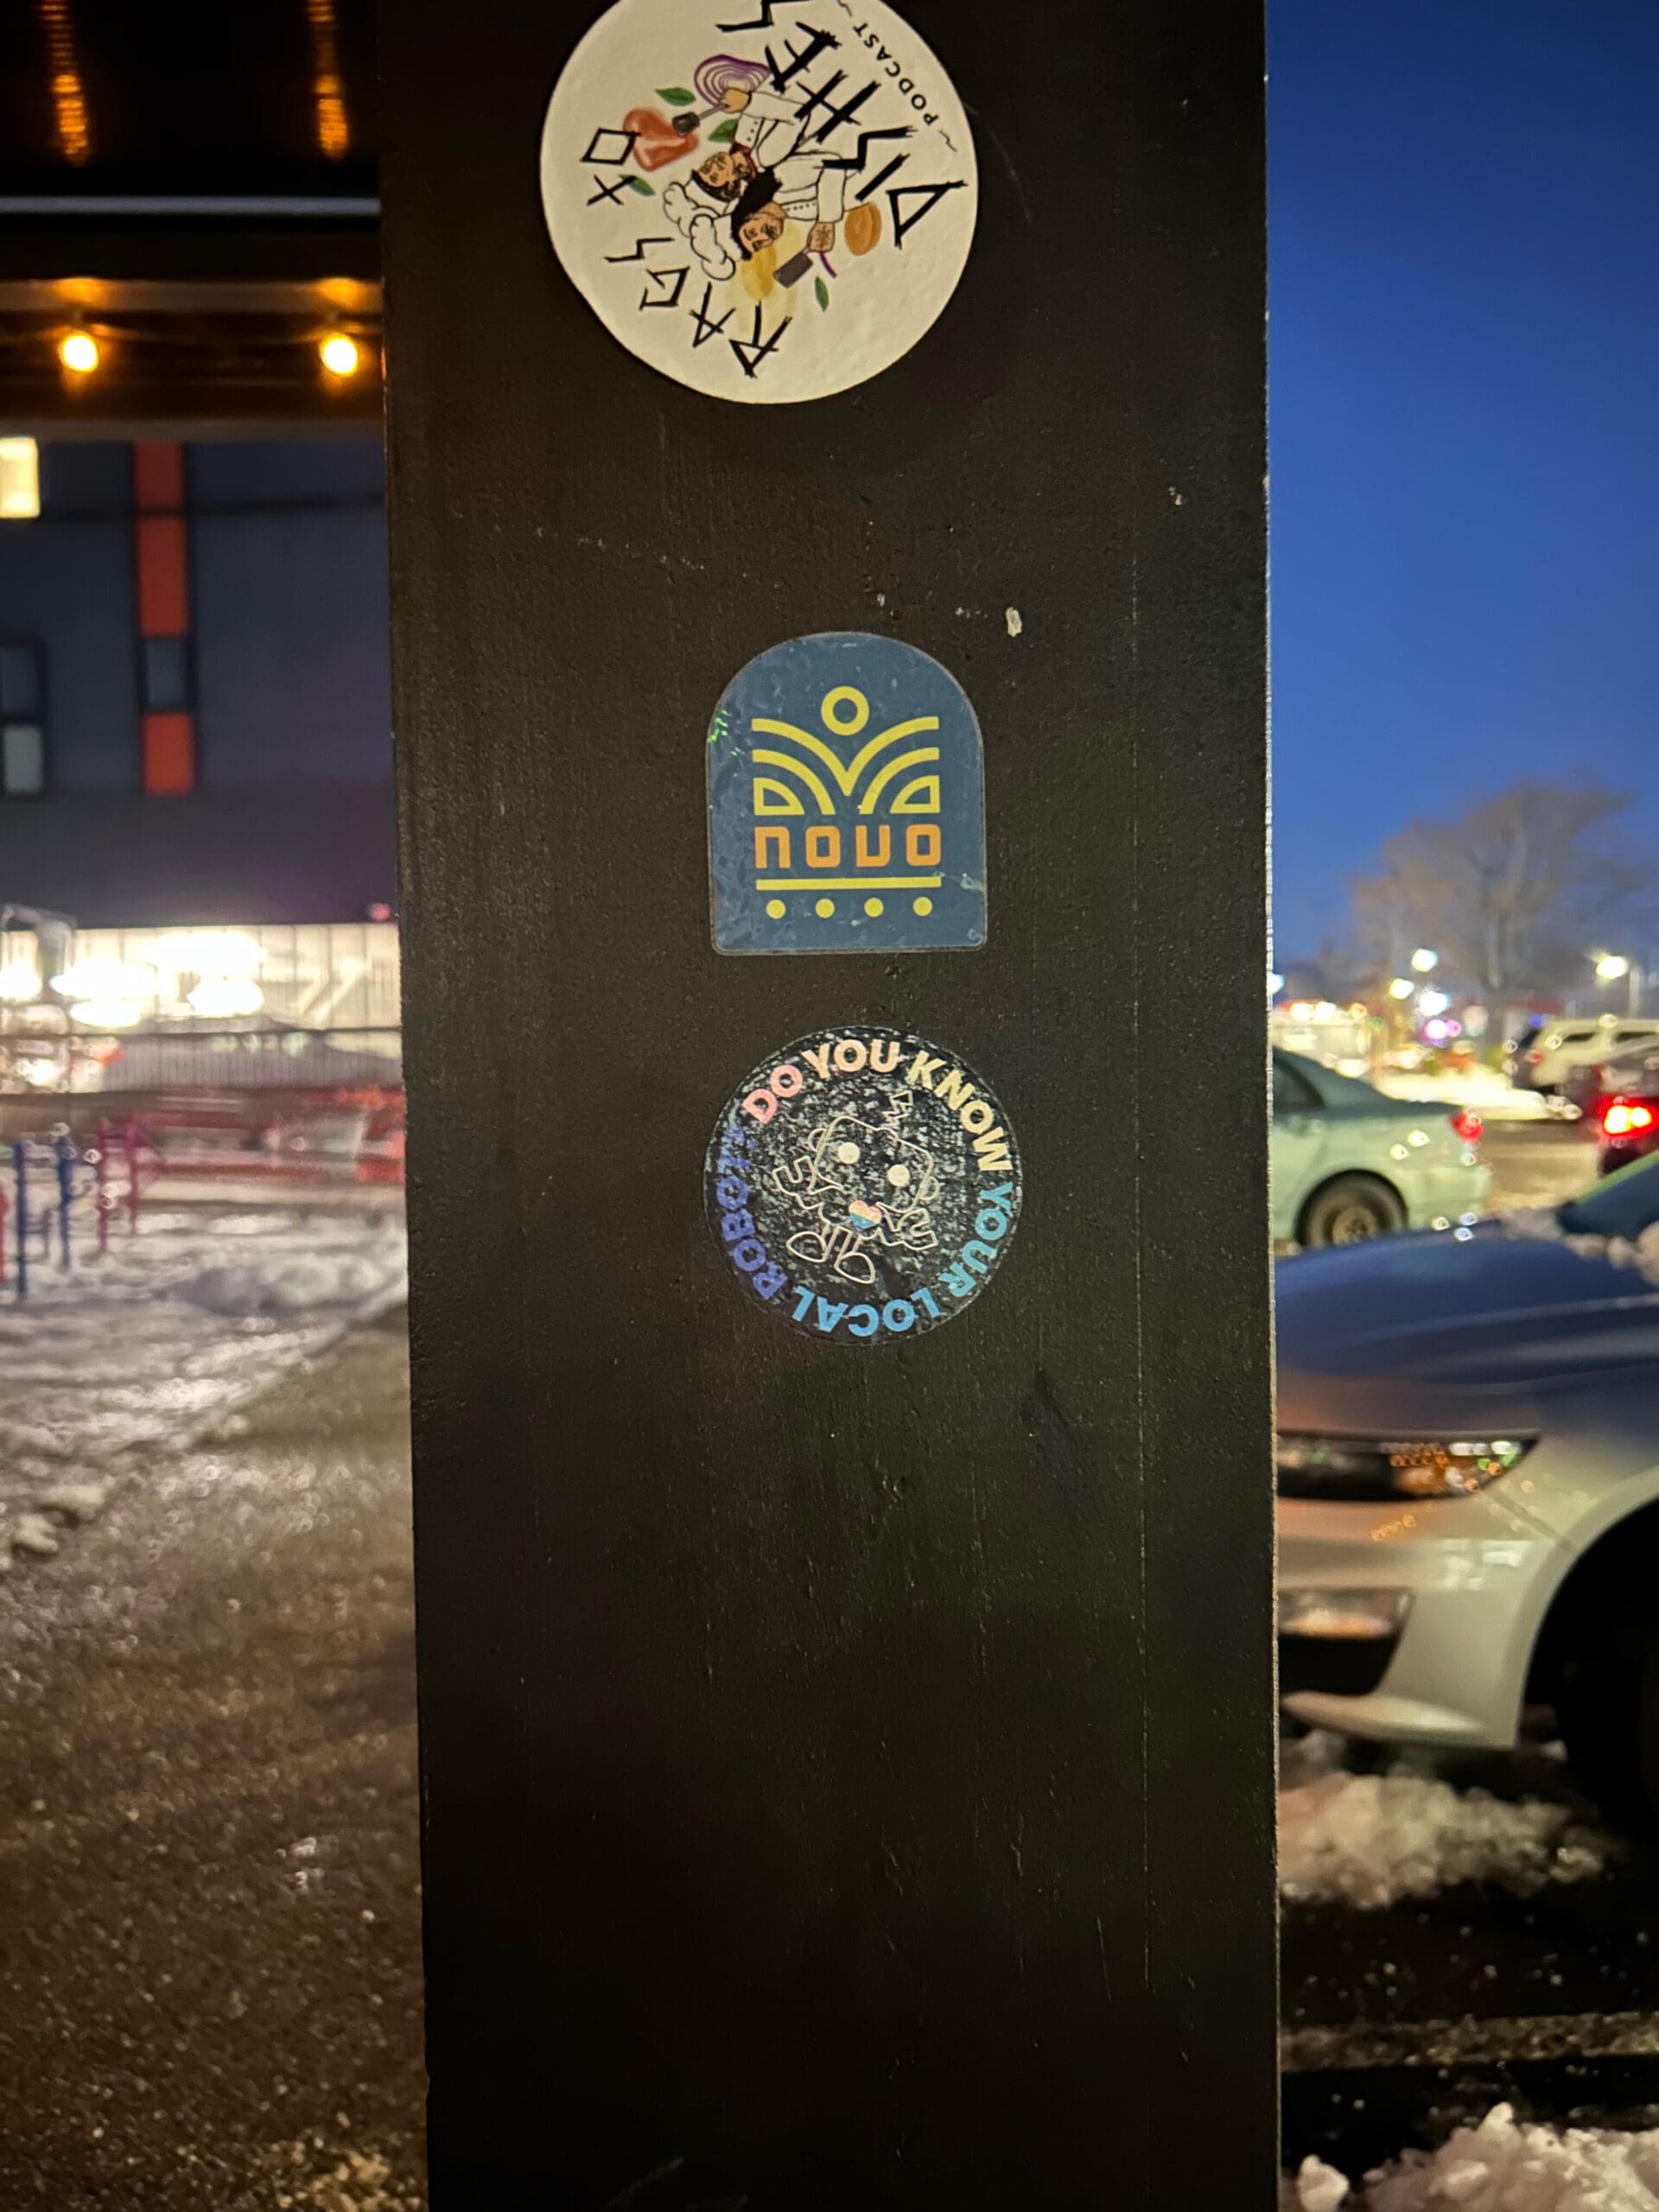 RAGS TO
DISHES
~ PODCAST ~
novo
DO YOU KNOW YOUR LOCAL ROBOT?